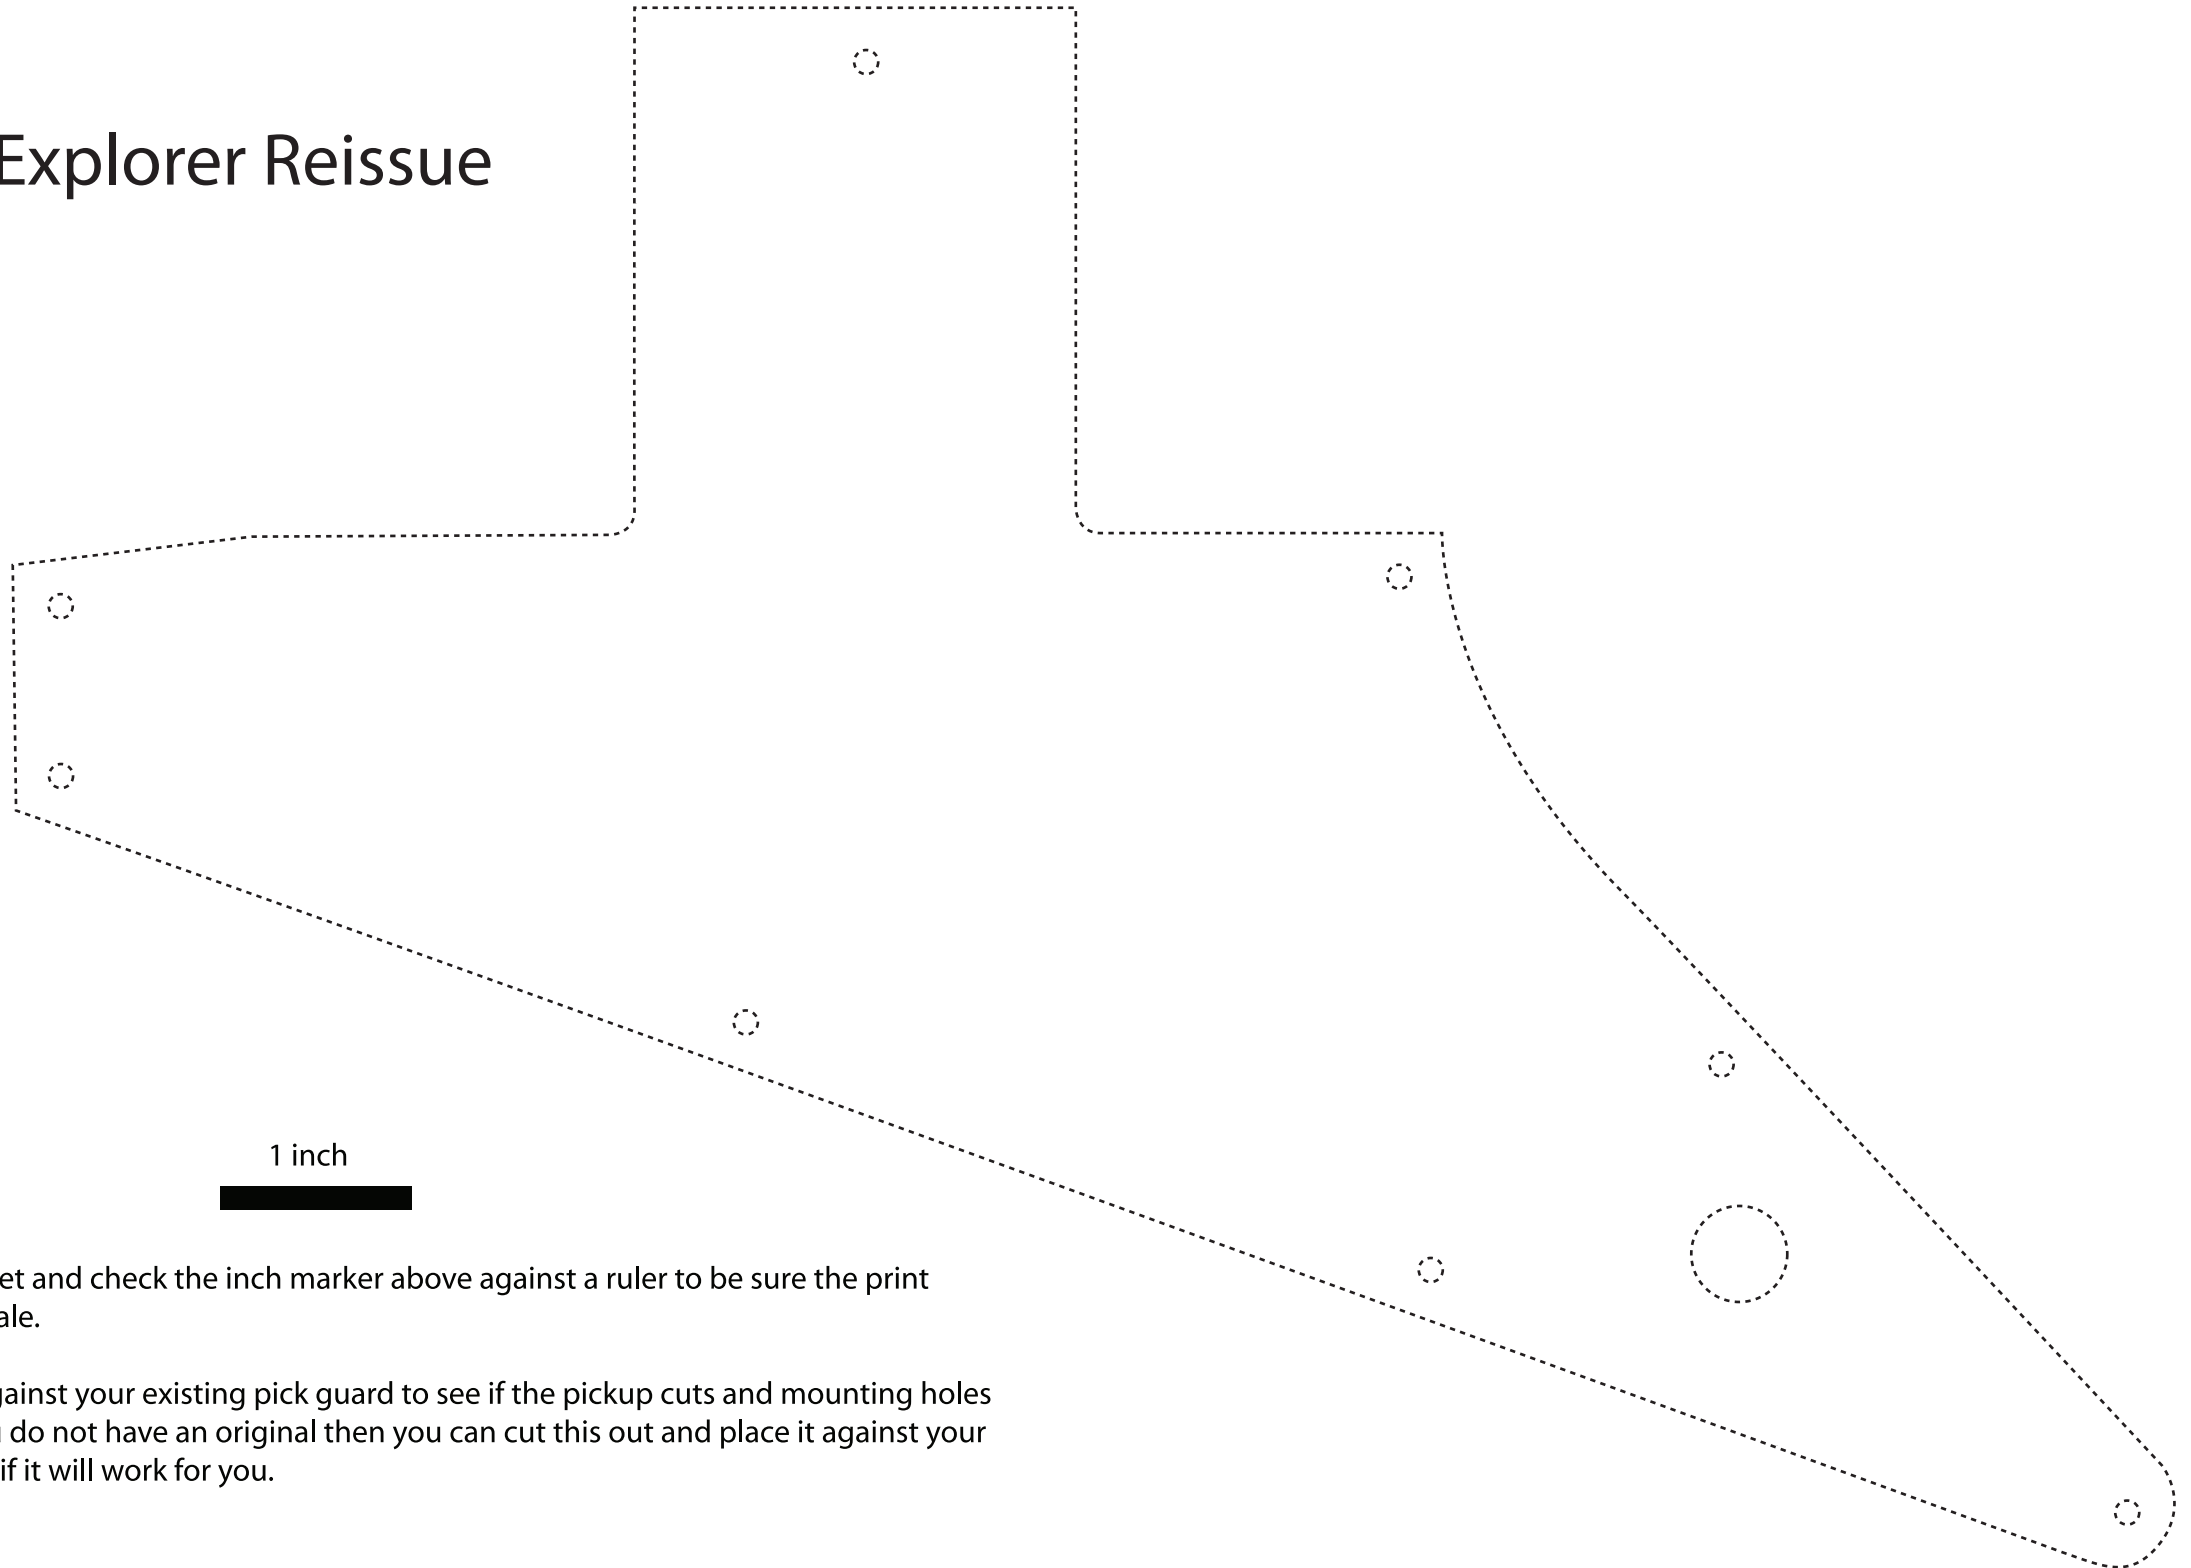 Explorer Reissue
1 inch
et and check the inch marker above against a ruler to be sure the print
ale.
gainst your existing pick guard to see if the pickup cuts and mounting holes
do not have an original then you can cut this out and place it against your
if it will work for you.